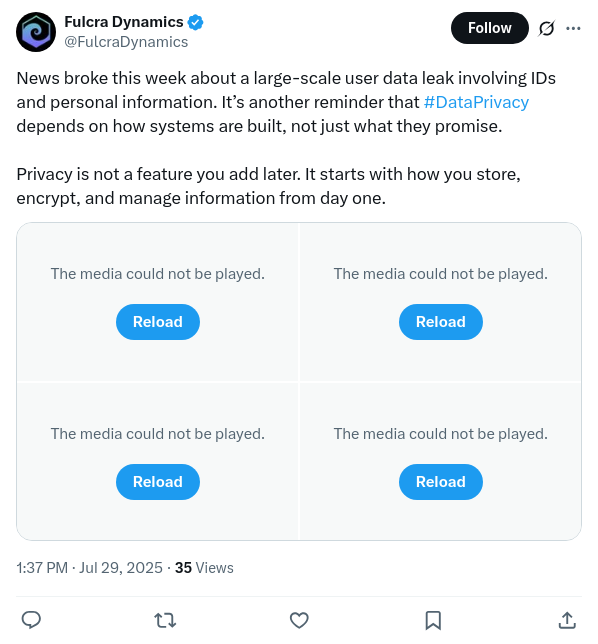 Fulcra Dynamics
@FulcraDynamics
Follow
News broke this week about a large-scale user data leak involving IDs
and personal information. It’s another reminder that #DataPrivacy
depends on how systems are built, not just what they promise.
Privacy is not a feature you add later. It starts with how you store,
encrypt, and manage information from day one.
The media could not be played.
Reload
The media could not be played.
Reload
The media could not be played.
Reload
The media could not be played.
Reload
1:37 PM · Jul 29, 2025 · 35 Views